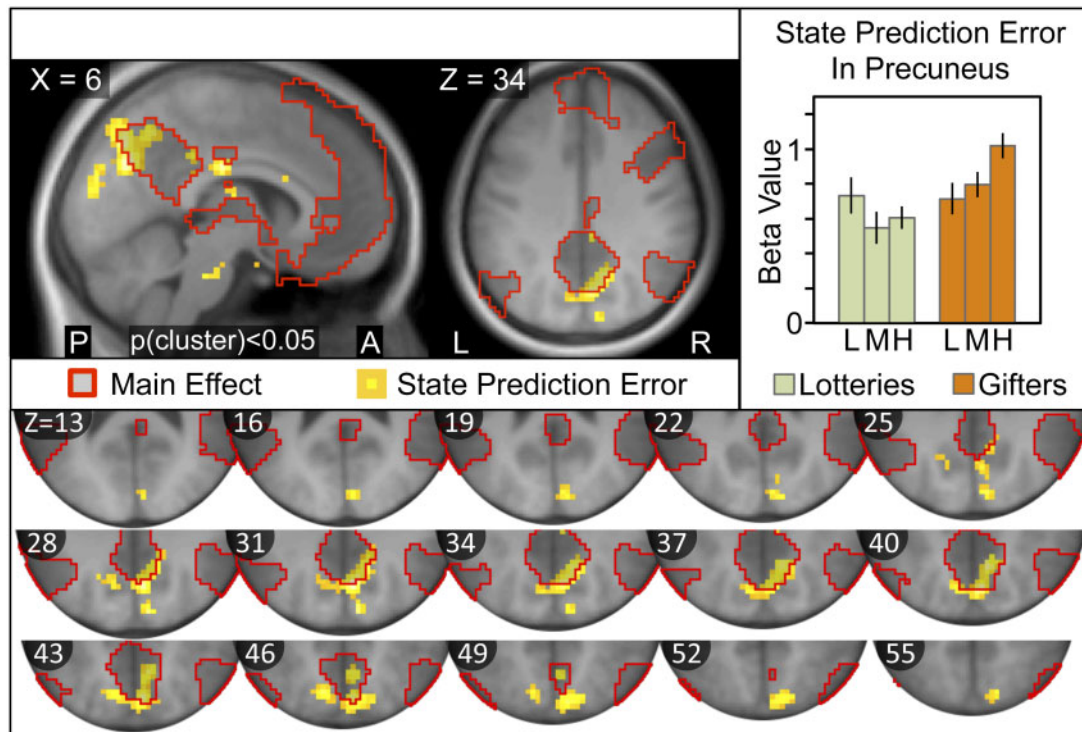 X = 6
Z = 34
P
p(cluster)<0.05
A
L
R
Main Effect
State Prediction Error
State Prediction Error
In Precuneus
Beta Value
1
0
L M H
L M H
Lotteries
Gifters
Z=13
16
19
22
25
28
31
34
37
40
43
46
49
52
55